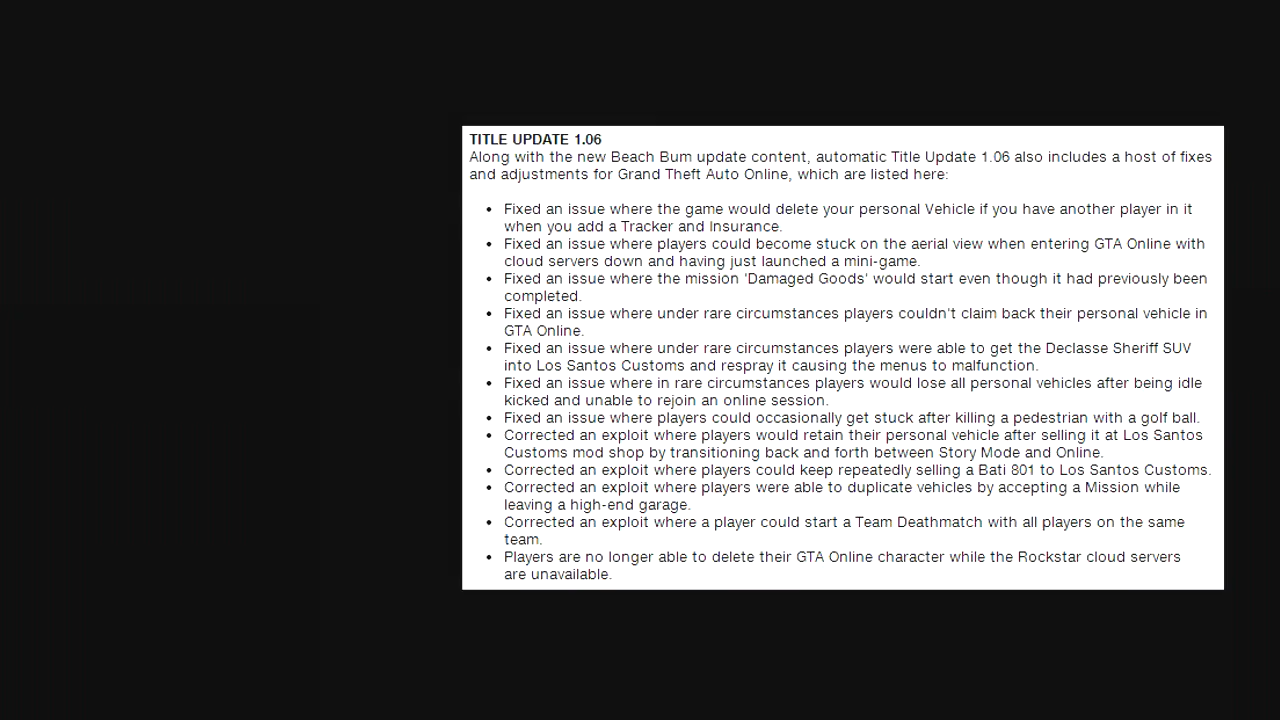 TITLE UPDATE 1.06
Along with the new Beach Bum update content, automatic Title Update 1.06 also includes a host of fixes
and adjustments for Grand Theft Auto Online, which are listed here:
• Fixed an issue where the game would delete your personal Vehicle if you have another player in it
when you add a Tracker and Insurance.
• Fixed an issue where players could become stuck on the aerial view when entering GTA Online with
cloud servers down and having just launched a mini-game.
• Fixed an issue where the mission 'Damaged Goods' would start even though it had previously been
completed.
• Fixed an issue where under rare circumstances players couldn't claim back their personal vehicle in
GTA Online.
• Fixed an issue where under rare circumstances players were able to get the Declasse Sheriff SUV
into Los Santos Customs and respray it causing the menus to malfunction.
• Fixed an issue where in rare circumstances players would lose all personal vehicles after being idle
kicked and unable to rejoin an online session.
• Fixed an issue where players could occasionally get stuck after killing a pedestrian with a golf ball.
• Corrected an exploit where players would retain their personal vehicle after selling it at Los Santos
Customs mod shop by transitioning back and forth between Story Mode and Online.
• Corrected an exploit where players could keep repeatedly selling a Bati 801 to Los Santos Customs.
• Corrected an exploit where players were able to duplicate vehicles by accepting a Mission while
leaving a high-end garage.
• Corrected an exploit where a player could start a Team Deathmatch with all players on the same
team.
• Players are no longer able to delete their GTA Online character while the Rockstar cloud servers
are unavailable.